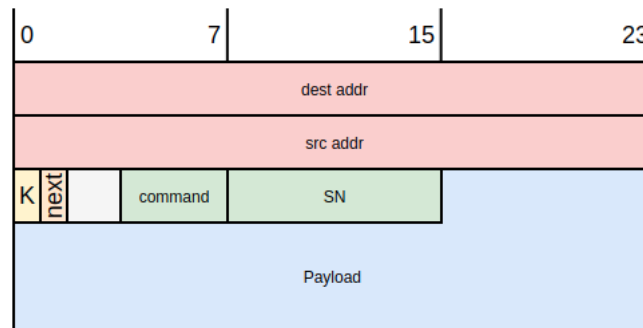 0 7 15 23
dest addr
src addr
K next command SN
Payload